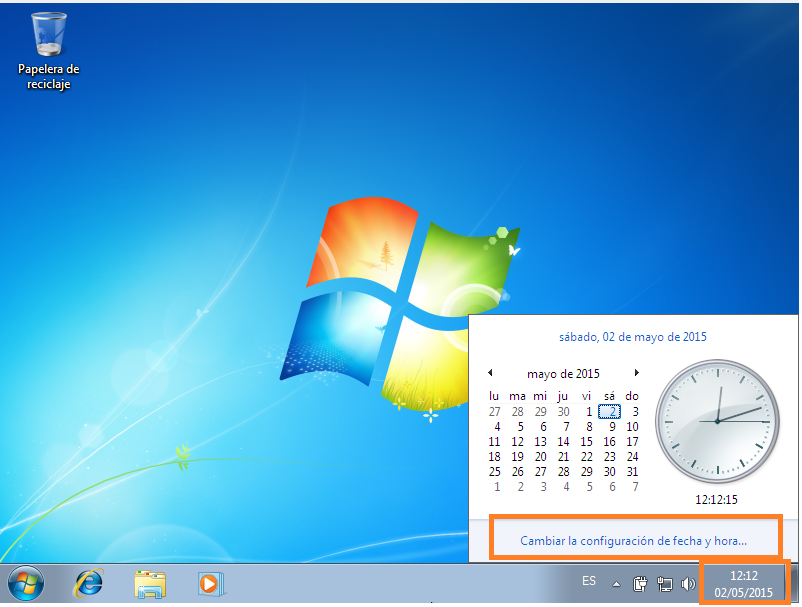 Papelera de
reciclaje
sábado, 02 de mayo de 2015
mayo de 2015
lu ma mi ju vi sá do
27 28 29 30 1 2 3
4 5 6 7 8 9 10
11 12 13 14 15 16 17
18 19 20 21 22 23 24
25 26 27 28 29 30 31
1 2 3 4 5 6 7
12:12:15
Cambiar la configuración de fecha y hora...
ES
12:12
02/05/2015